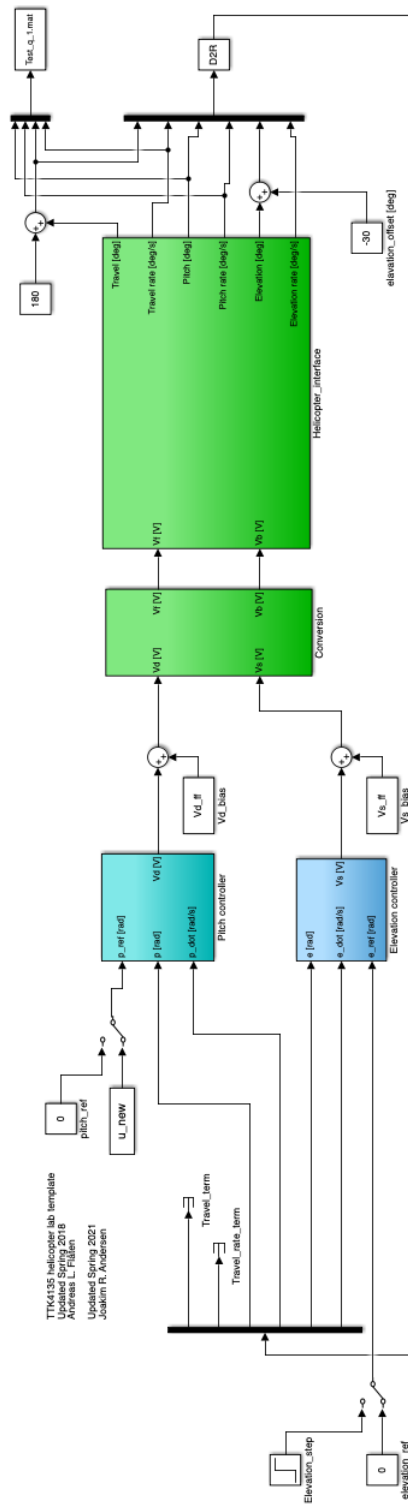 TTK4135 helicopter lab template
Updated Spring 2018
Andreas L. Flåten
Updated Spring 2021
Joakim R. Andersen
0
pitch_ref
u_new
Travel_term
Travel_rate_term
Elevation_step
0
elevation_ref
p_ref [rad]
p [rad]
p_dot [rad/s]
Vd [V]
Pitch controller
e [rad]
e_dot [rad/s]
e_ref [rad]
Vs [V]
Elevation controller
Vd_ff
Vd_bias
Vs_ff
Vs_bias
Vd [V]
Vs [V]
Vf [V]
Vb [V]
Conversion
Vf [V]
Vb [V]
Travel [deg]
Travel rate [deg/s]
Pitch [deg]
Pitch rate [deg/s]
Elevation [deg]
Elevation rate [deg/s]
Helicopter_interface
180
-30
elavation_offset [deg]
Test_q_1.mat
D2R